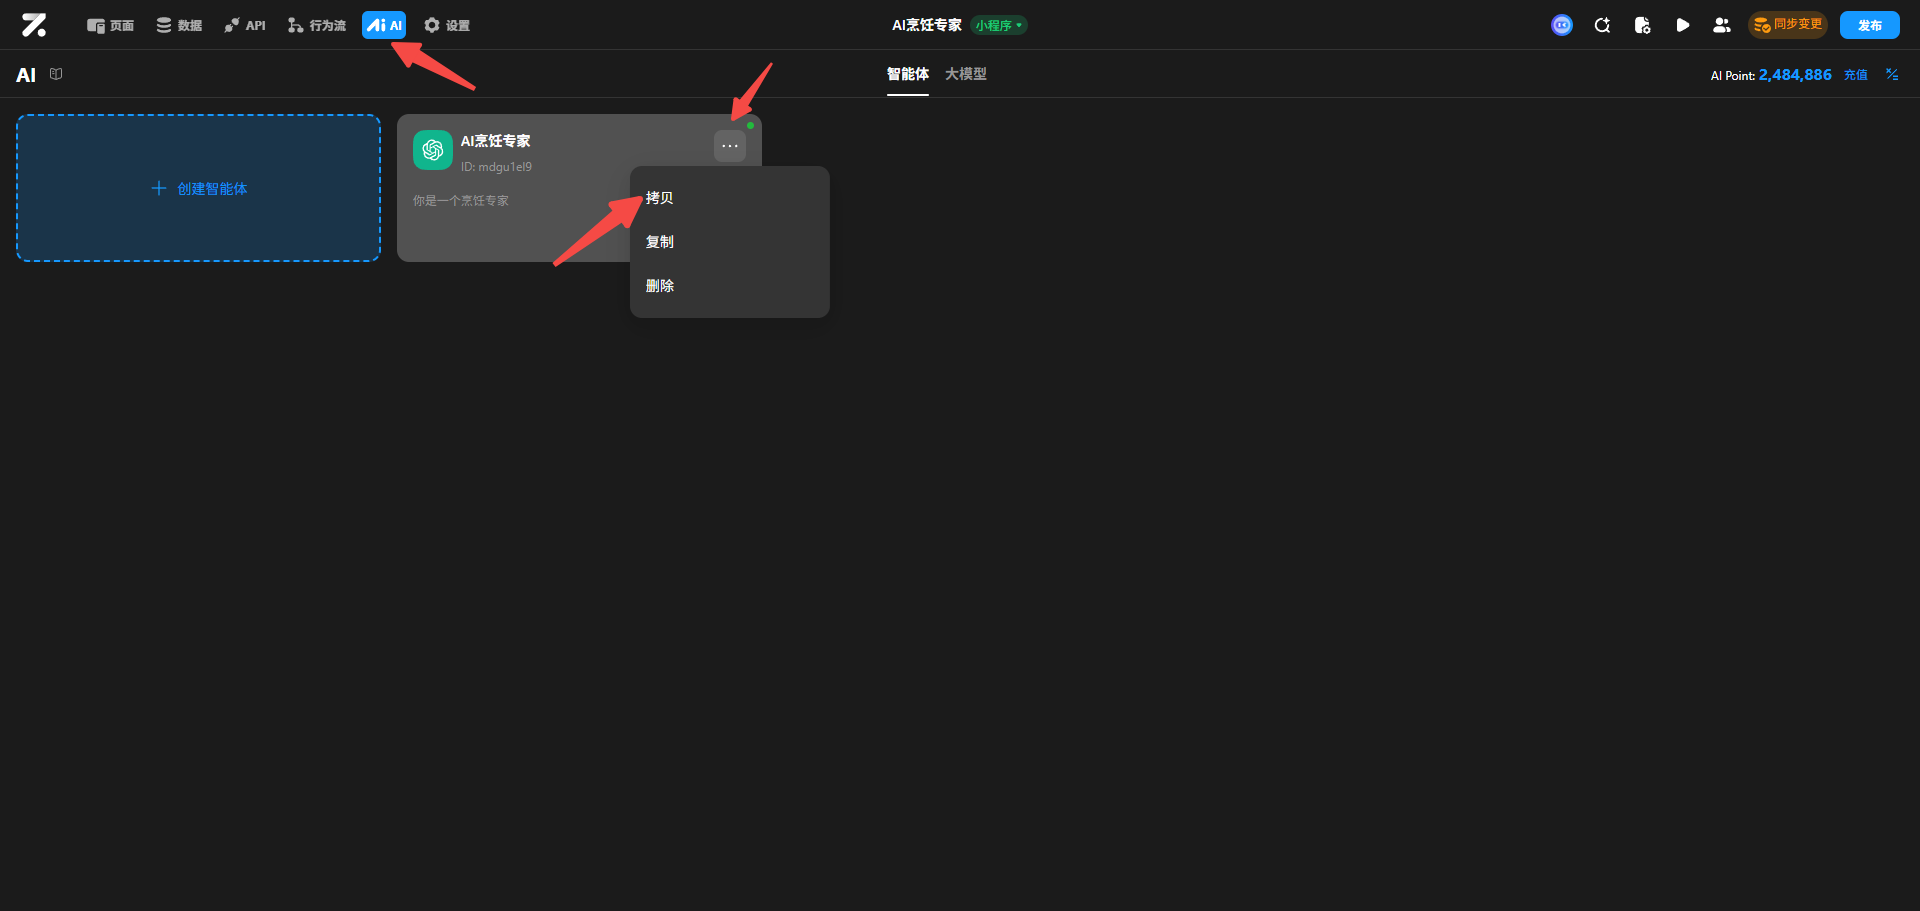 页面
数据
API
行为流
AI
设置
AI烹饪专家
小程序
同步变更
发布
AI
智能体
大模型
AI Point: 2,484,886
充值
创建智能体
AI烹饪专家
ID: mdgu1el9
你是一个烹饪专家
拷贝
复制
删除